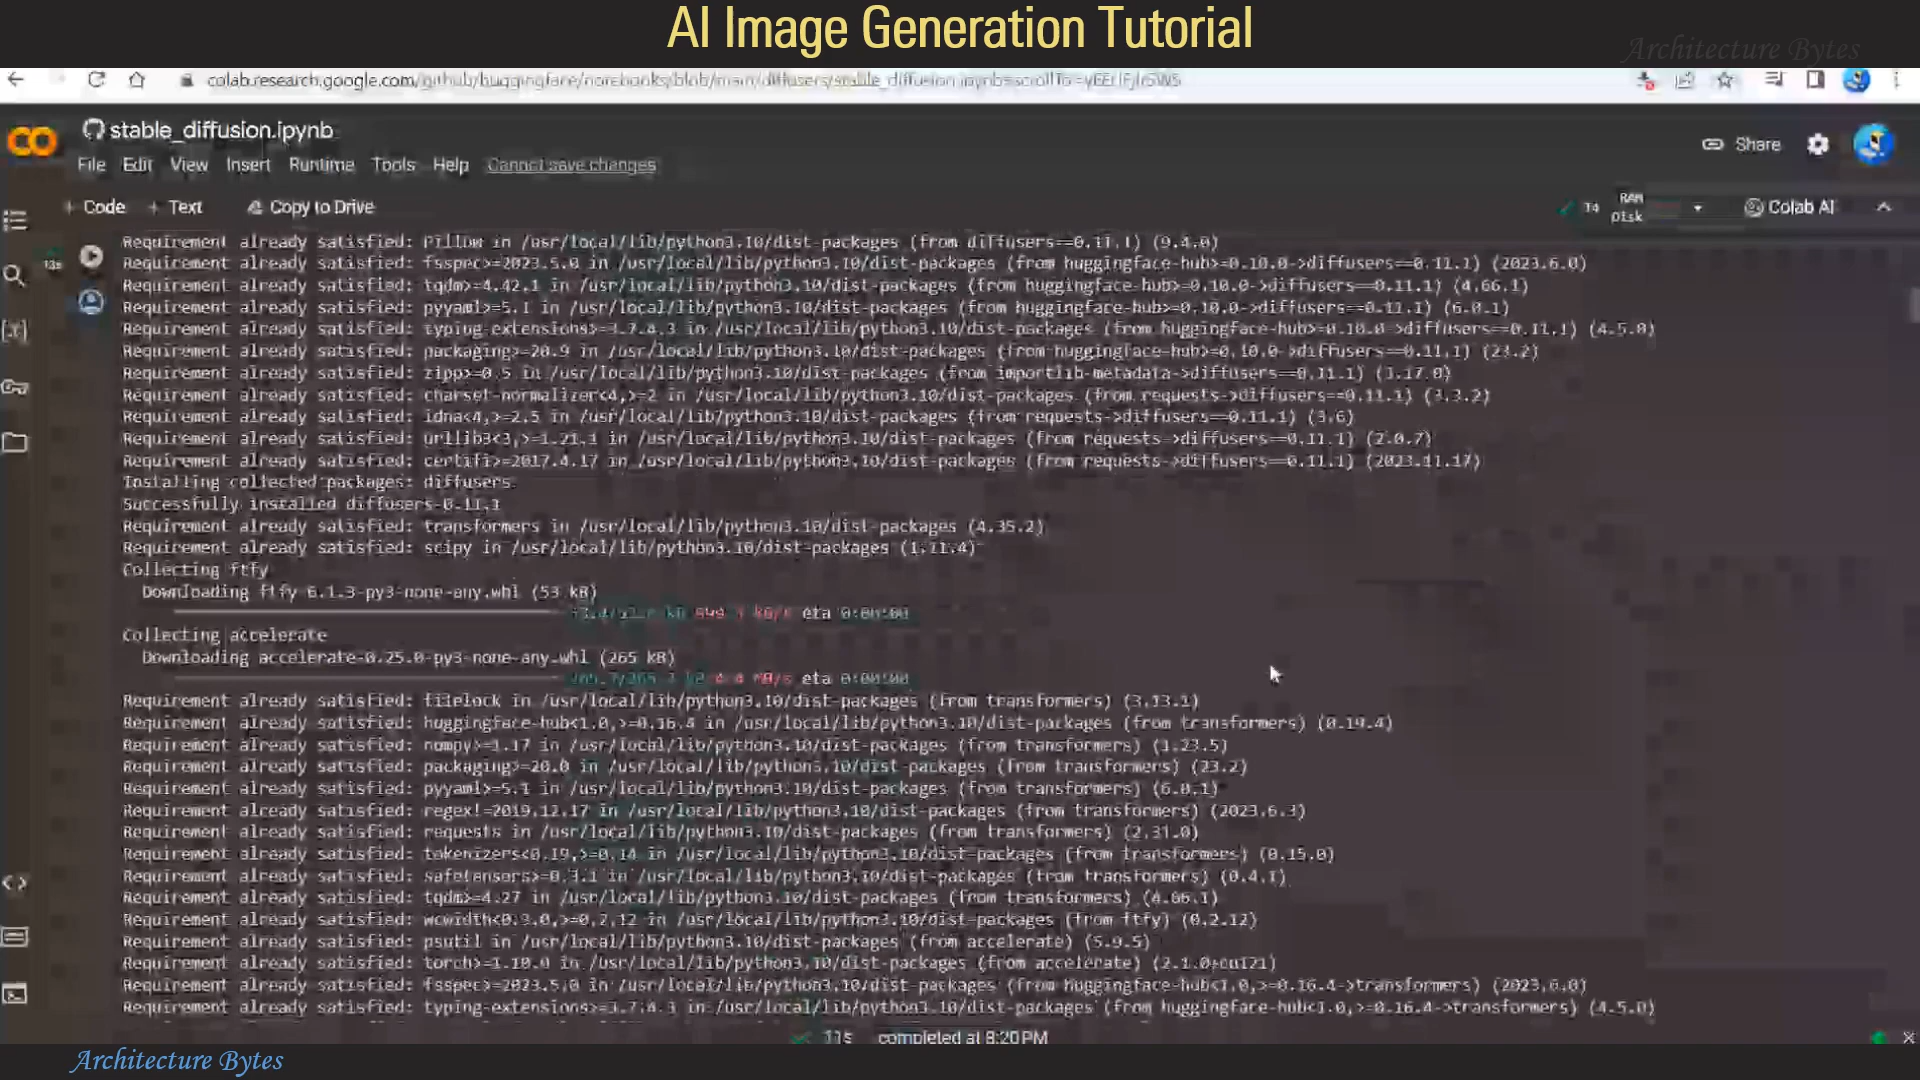 AI Image Generation Tutorial
Architecture Bytes
colab.research.google.com/github/huggingface/notebooks/blob/main/diffusers/stable_diffusion.ipynb
stable_diffusion.ipynb
File Edit View Insert Runtime Tools Help Cannot save changes
Share
+ Code + Text Copy to Drive
T4 RAM Disk Colab AI
13s
Requirement already satisfied: Pillow in /usr/local/lib/python3.10/dist-packages (from diffusers==0.11.1) (9.4.0)
Requirement already satisfied: fsspec>=2023.5.0 in /usr/local/lib/python3.10/dist-packages (from huggingface-hub>=0.10.0->diffusers==0.11.1) (2023.6.0)
Requirement already satisfied: tqdm>=4.42.1 in /usr/local/lib/python3.10/dist-packages (from huggingface-hub>=0.10.0->diffusers==0.11.1) (4.66.1)
Requirement already satisfied: pyyaml>=5.1 in /usr/local/lib/python3.10/dist-packages (from huggingface-hub>=0.10.0->diffusers==0.11.1) (6.0.1)
Requirement already satisfied: typing-extensions>=3.7.4.3 in /usr/local/lib/python3.10/dist-packages (from huggingface-hub>=0.10.0->diffusers==0.11.1) (4.5.0)
Requirement already satisfied: packaging>=20.9 in /usr/local/lib/python3.10/dist-packages (from huggingface-hub>=0.10.0->diffusers==0.11.1) (23.2)
Requirement already satisfied: zipp>=0.5 in /usr/local/lib/python3.10/dist-packages (from importlib-metadata->diffusers==0.11.1) (3.17.0)
Requirement already satisfied: charset-normalizer<4,>=2 in /usr/local/lib/python3.10/dist-packages (from requests->diffusers==0.11.1) (3.3.2)
Requirement already satisfied: idna<4,>=2.5 in /usr/local/lib/python3.10/dist-packages (from requests->diffusers==0.11.1) (3.6)
Requirement already satisfied: urllib3<3,>=1.21.1 in /usr/local/lib/python3.10/dist-packages (from requests->diffusers==0.11.1) (2.0.7)
Requirement already satisfied: certifi>=2017.4.17 in /usr/local/lib/python3.10/dist-packages (from requests->diffusers==0.11.1) (2023.11.17)
Installing collected packages: diffusers
Successfully installed diffusers-0.11.1
Requirement already satisfied: transformers in /usr/local/lib/python3.10/dist-packages (4.35.2)
Requirement already satisfied: scipy in /usr/local/lib/python3.10/dist-packages (1.11.4)
Collecting ftfy
Downloading ftfy-6.1.3-py3-none-any.whl (53 kB)
eta 0:00:00
Collecting accelerate
Downloading accelerate-0.25.0-py3-none-any.whl (265 kB)
265.7/265.7 kB 4.4 MB/s eta 0:00:00
Requirement already satisfied: filelock in /usr/local/lib/python3.10/dist-packages (from transformers) (3.13.1)
Requirement already satisfied: huggingface-hub<1.0,>=0.16.4 in /usr/local/lib/python3.10/dist-packages (from transformers) (0.19.4)
Requirement already satisfied: numpy>=1.17 in /usr/local/lib/python3.10/dist-packages (from transformers) (1.23.5)
Requirement already satisfied: packaging>=20.0 in /usr/local/lib/python3.10/dist-packages (from transformers) (23.2)
Requirement already satisfied: pyyaml>=5.1 in /usr/local/lib/python3.10/dist-packages (from transformers) (6.0.1)
Requirement already satisfied: regex!=2019.12.17 in /usr/local/lib/python3.10/dist-packages (from transformers) (2023.6.3)
Requirement already satisfied: requests in /usr/local/lib/python3.10/dist-packages (from transformers) (2.31.0)
Requirement already satisfied: tokenizers<0.19,>=0.14 in /usr/local/lib/python3.10/dist-packages (from transformers) (0.15.0)
Requirement already satisfied: safetensors>=0.3.1 in /usr/local/lib/python3.10/dist-packages (from transformers) (0.4.1)
Requirement already satisfied: tqdm>=4.27 in /usr/local/lib/python3.10/dist-packages (from transformers) (4.66.1)
Requirement already satisfied: wcwidth<0.3.0,>=0.2.12 in /usr/local/lib/python3.10/dist-packages (from ftfy) (0.2.12)
Requirement already satisfied: psutil in /usr/local/lib/python3.10/dist-packages (from accelerate) (5.9.5)
Requirement already satisfied: torch>=1.10.0 in /usr/local/lib/python3.10/dist-packages (from accelerate) (2.1.0+cu121)
Requirement already satisfied: fsspec>=2023.5.0 in /usr/local/lib/python3.10/dist-packages (from huggingface-hub<1.0,>=0.16.4->transformers) (2023.6.0)
Requirement already satisfied: typing-extensions>=3.7.4.3 in /usr/local/lib/python3.10/dist-packages (from huggingface-hub<1.0,>=0.16.4->transformers) (4.5.0)
completed at 8:20 PM
Architecture Bytes